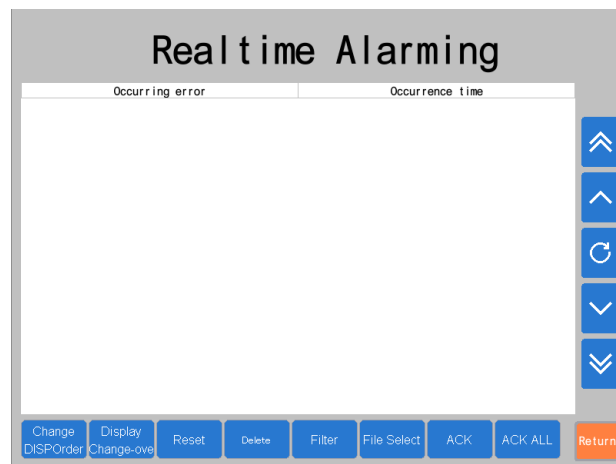 Realtime Alarming
Occurring error Occurrence time
Change DISPOrder
Display Change-ove
Reset
Delete
Filter
File Select
ACK
ACK ALL
Return